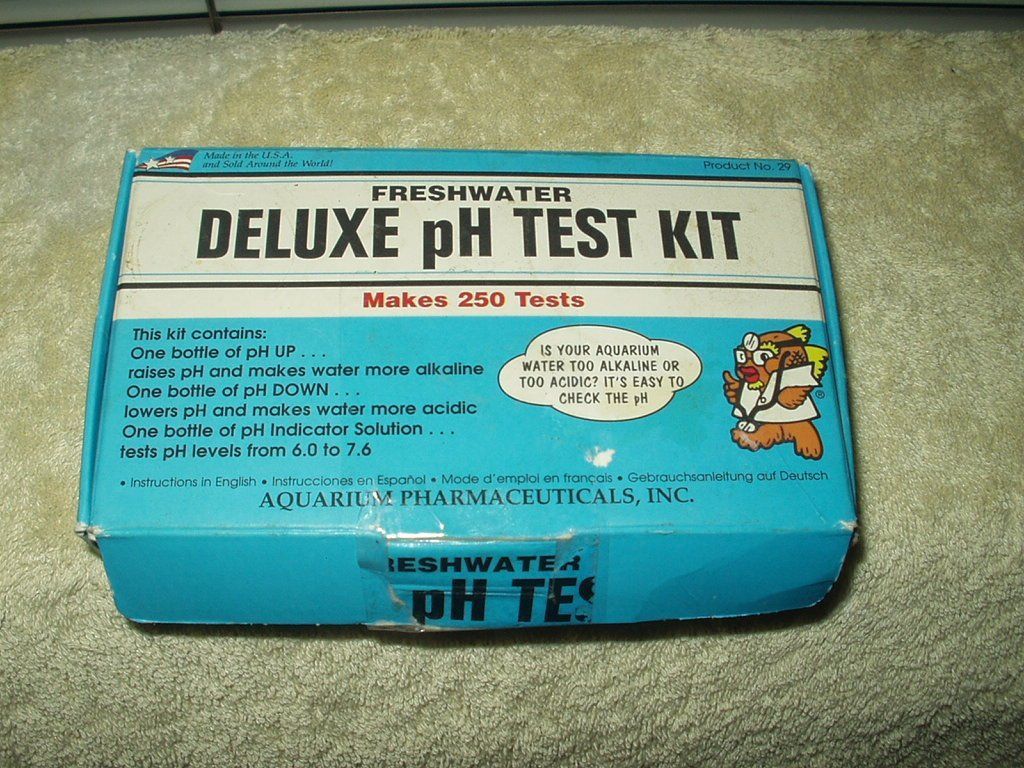 Made in the U.S.A.
and Sold Around the World!
Product No. 29
FRESHWATER
DELUXE pH TEST KIT
Makes 250 Tests
This kit contains:
One bottle of pH UP . . .
raises pH and makes water more alkaline
One bottle of pH DOWN . . .
lowers pH and makes water more acidic
One bottle of pH Indicator Solution . . .
tests pH levels from 6.0 to 7.6
IS YOUR AQUARIUM
WATER TOO ALKALINE OR
TOO ACIDIC? IT'S EASY TO
CHECK THE pH
®
• Instructions in English • Instrucciones en Español • Mode d'emploi en français • Gebrauchsanleitung auf Deutsch
AQUARIUM PHARMACEUTICALS, INC.
RESHWATER
pH TES